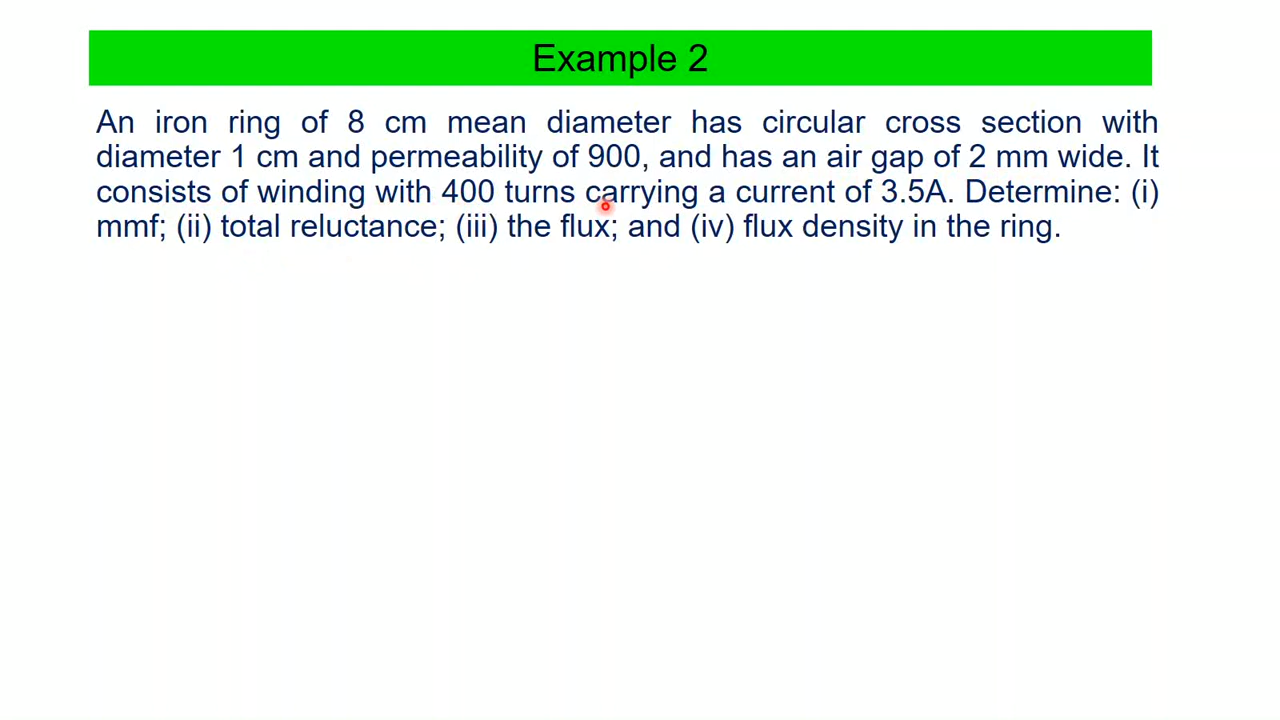 Example 2
An iron ring of 8 cm mean diameter has circular cross section with
diameter 1 cm and permeability of 900, and has an air gap of 2 mm wide. It
consists of winding with 400 turns carrying a current of 3.5A. Determine: (i)
mmf; (ii) total reluctance; (iii) the flux; and (iv) flux density in the ring.